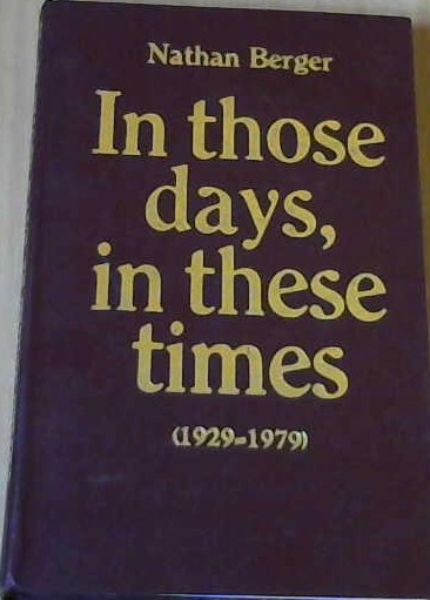 Nathan Berger
In those
days,
in these
times
(1929-1979)